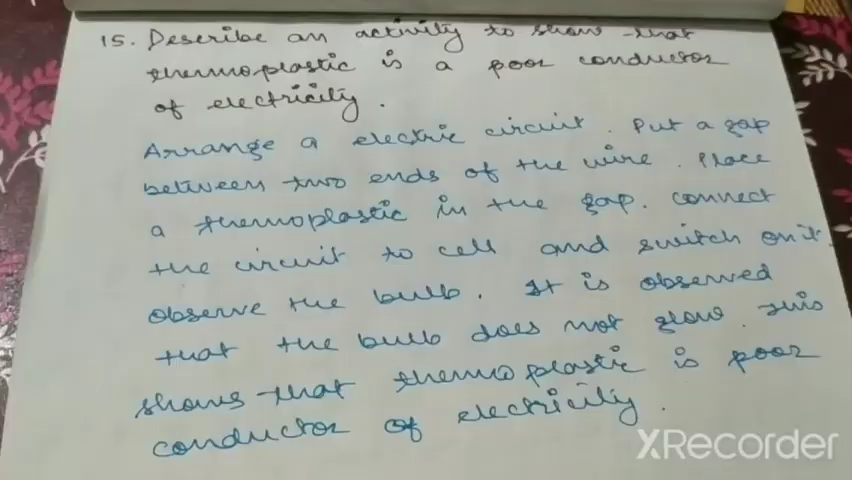 15. Describe an activity to show that
thermoplastic is a poor conductor
of electricity.
Arrange a electric circuit. Put a gap
between two ends of the wire. Place
a thermoplastic in the gap. Connect
the circuit to cell and switch on it.
observe the bulb. It is observed
that the bulb does not glow. This
shows that thermoplastic is poor
conductor of electricity.
XRecorder